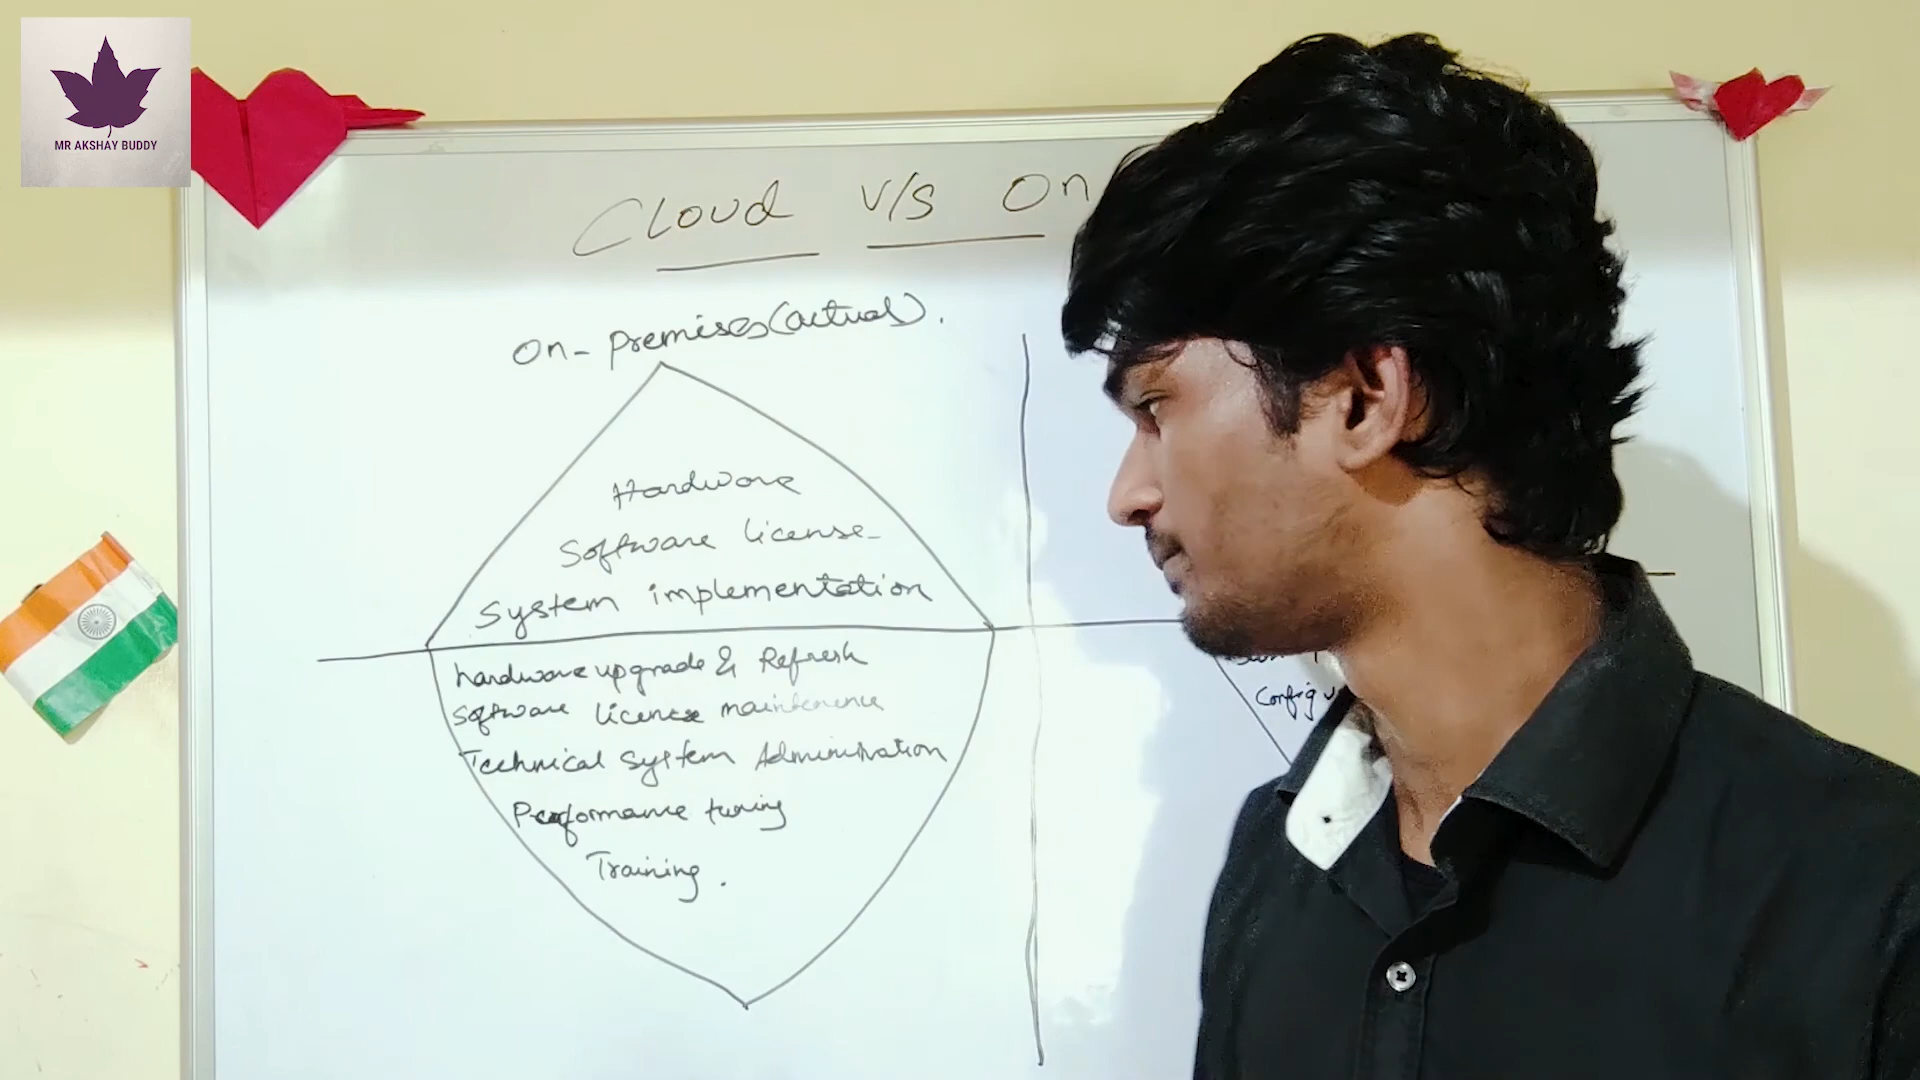 MR AKSHAY BUDDY
Cloud v/s On
On-premises(actual).
Hardware
Software license
System implementation
hardware upgrade & Refresh
Software license maintenence
Technical System Administration
Performance tuning
Training.